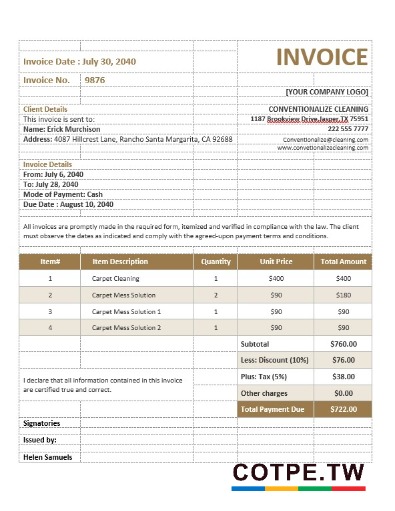 INVOICE
Invoice Date : July 30, 2040
Invoice No. 9876
[YOUR COMPANY LOGO]
Client Details
CONVENTIONALIZE CLEANING
This invoice is sent to:
1187 Brookview Drive,Jasper,TX 75951
Name: Erick Murchison
222 555 7777
Address: 4087 Hillcrest Lane, Rancho Santa Margarita, CA 92688
Conventionalize@cleaning.com
www.convettionalizecleaning.com
Invoice Details
From: July 6, 2040
To: July 28, 2040
Mode of Payment: Cash
Due Date : August 10, 2040
All invoices are promptly made in the required form, itemized and verified in compliance with the law. The client
must observe the dates as indicated and comply with the agreed-upon payment terms and conditions.
Item# Item Description Quantity Unit Price Total Amount
1 Carpet Cleaning 1 $400 $400
2 Carpet Mess Solution 2 $90 $180
3 Carpet Mess Solution 1 1 $90 $90
4 Carpet Mess Solution 2 1 $90 $90
Subtotal $760.00
Less: Discount (10%) $76.00
Plus: Tax (5%) $38.00
I declare that all information contained in this invoice
are certified true and correct.
Other charges $0.00
Total Payment Due $722.00
Signatories
Issued by:
Helen Samuels
COTPE.TW